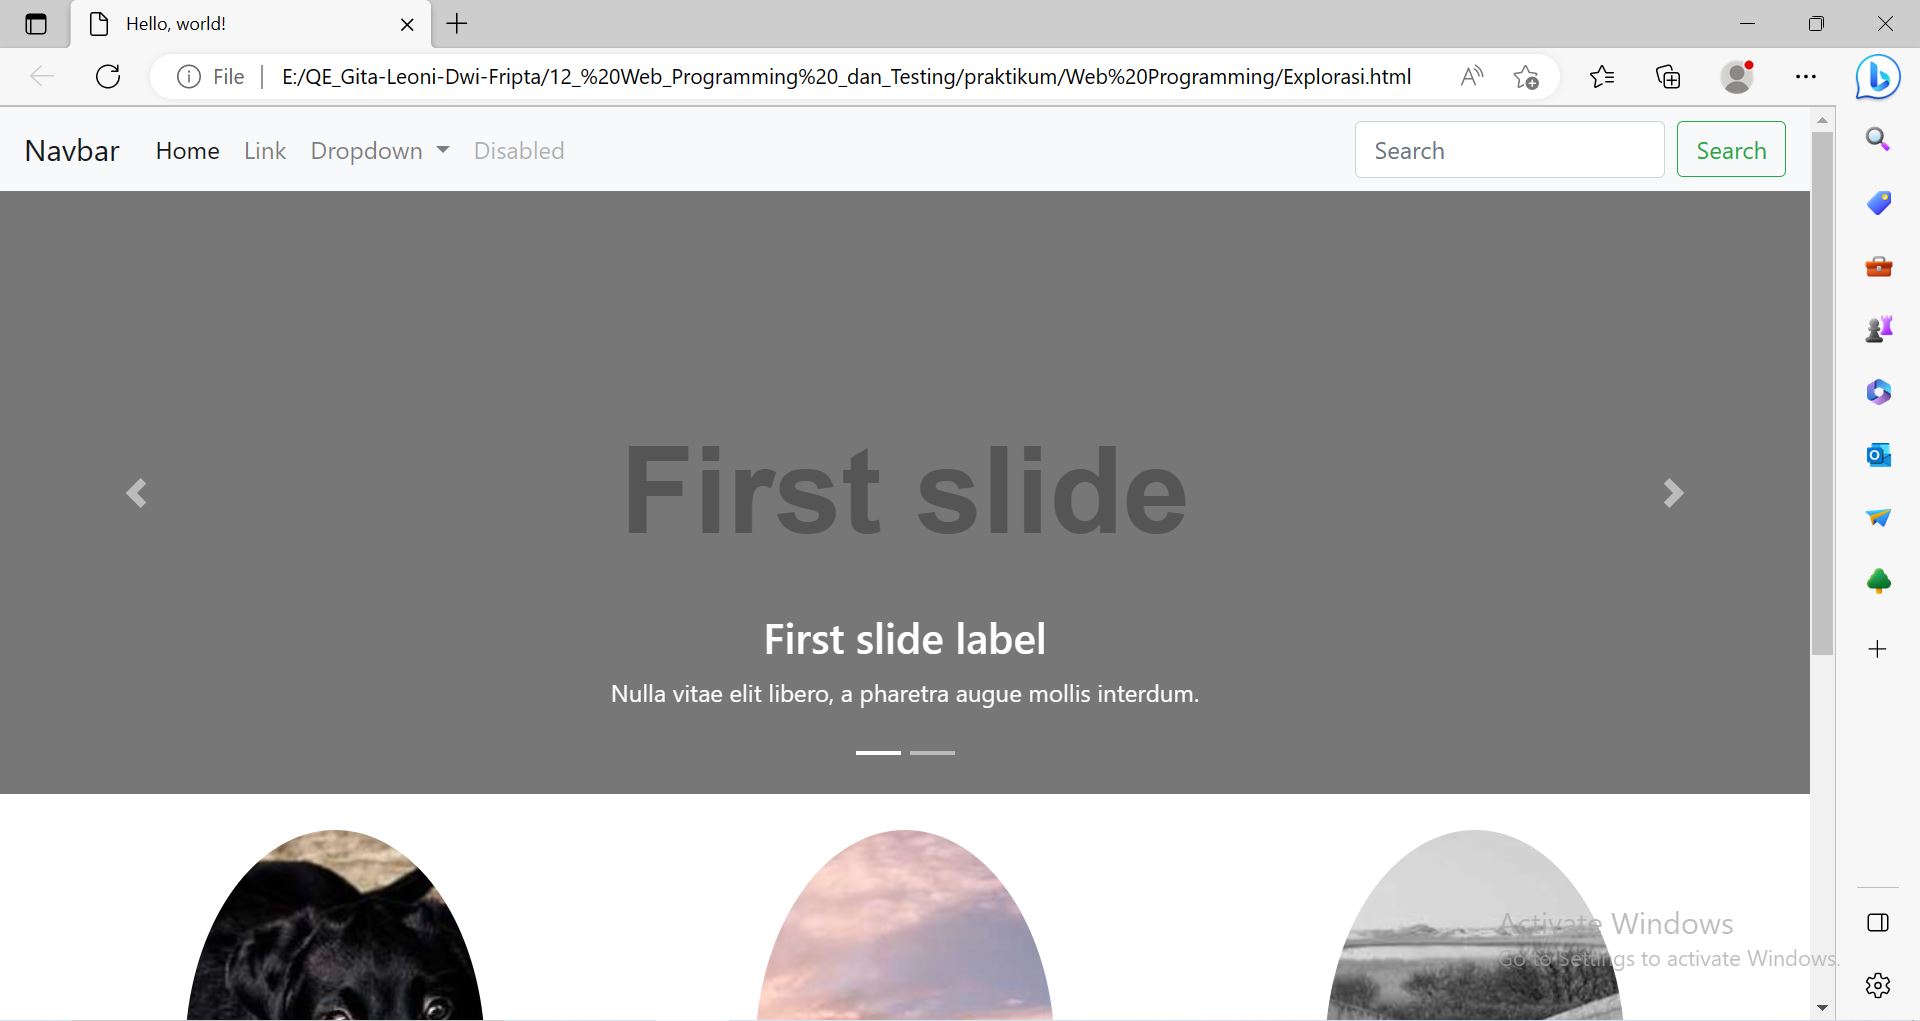 Hello, world!
File E:/QE_Gita-Leoni-Dwi-Fripta/12_%20Web_Programming%20_dan_Testing/praktikum/Web%20Programming/Explorasi.html
Navbar Home Link Dropdown Disabled Search Search
First slide
First slide label
Nulla vitae elit libero, a pharetra augue mollis interdum.
Activate Windows
Go to Settings to activate Windows.